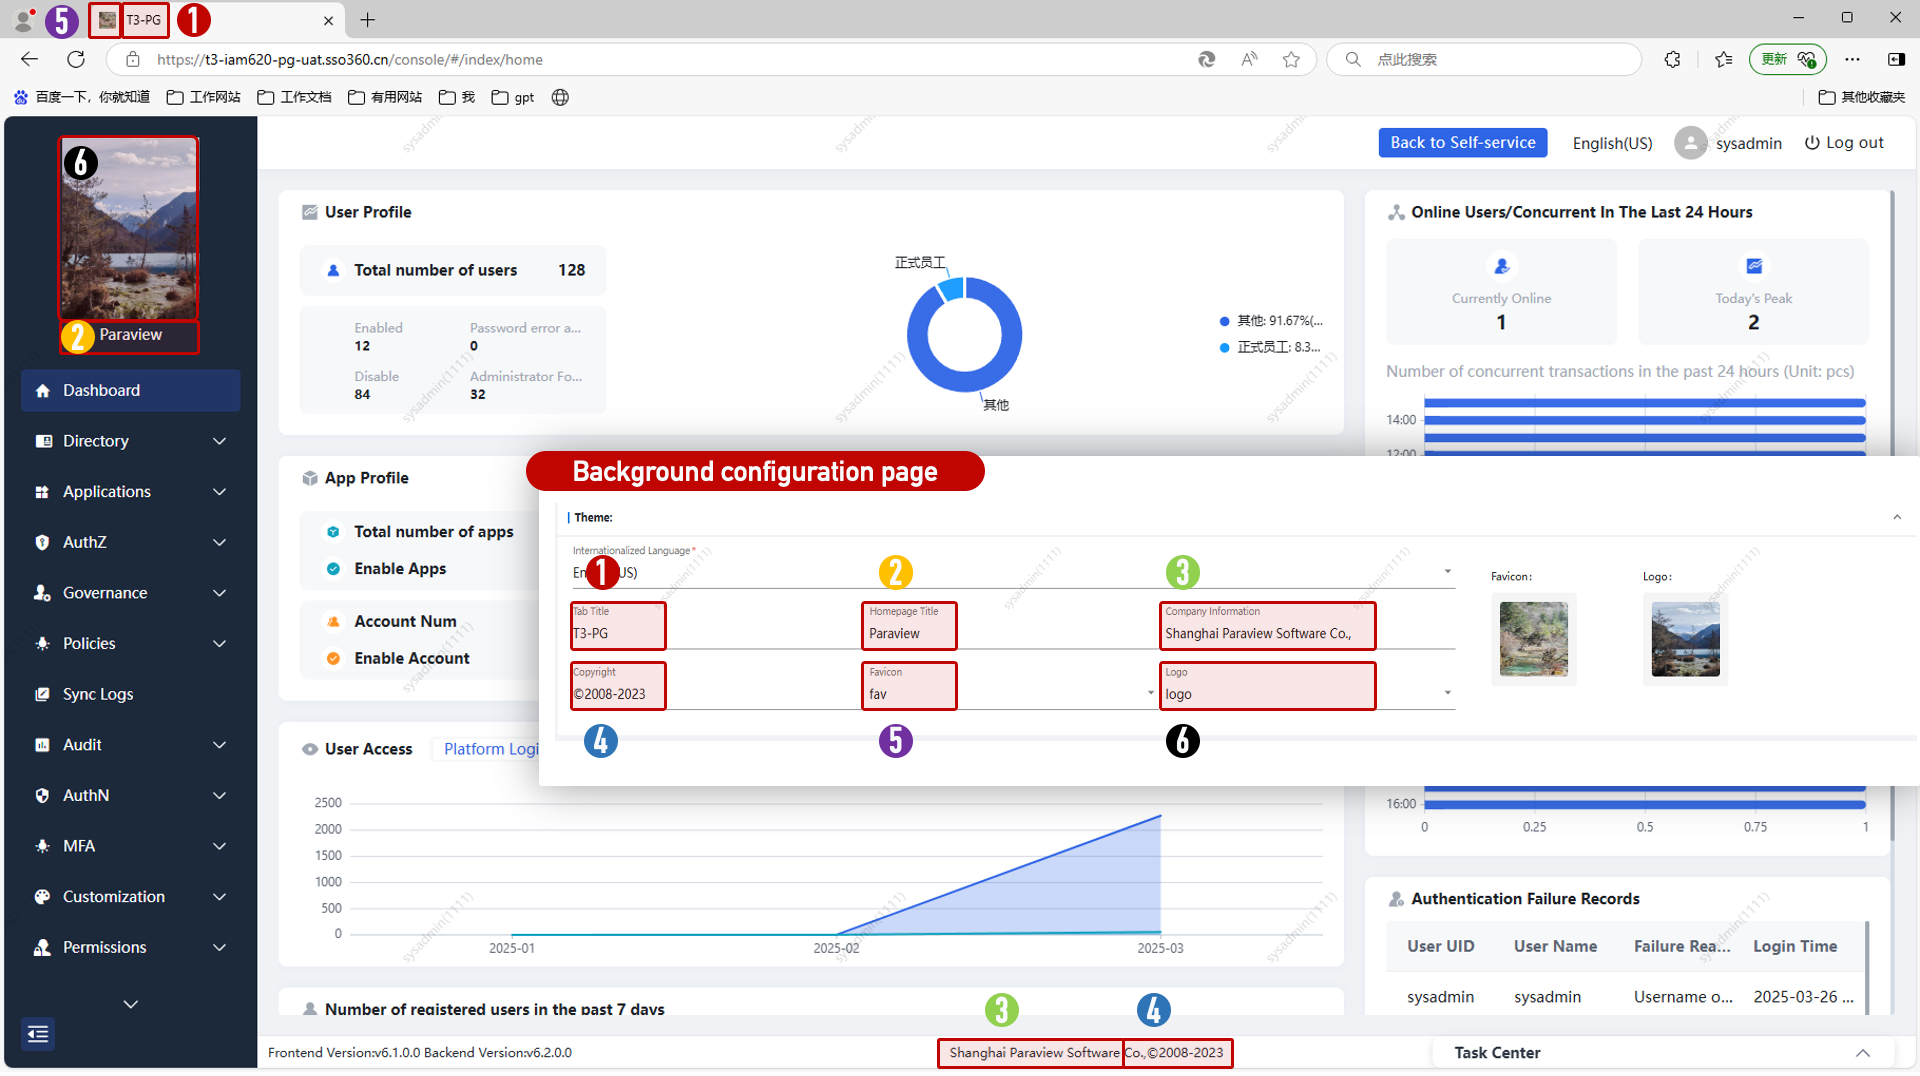 5
T3-PG
1
https://t3-iam620-pg-uat.sso360.cn/console/#/index/home
点此搜索
更新
百度一下，你就知道
工作网站
工作文档
有用网站
我
gpt
其他收藏夹
6
2
Paraview
Dashboard
Directory
Applications
AuthZ
Governance
Policies
Sync Logs
Audit
AuthN
MFA
Customization
Permissions
Back to Self-service
English(US)
sysadmin
Log out
User Profile
Total number of users 128
Enabled
12
Password error a...
0
Disable
84
Administrator Fo...
32
正式员工
其他
其他: 91.67%(...
正式员工: 8.3...
Online Users/Concurrent In The Last 24 Hours
Currently Online
1
Today's Peak
2
Number of concurrent transactions in the past 24 hours (Unit: pcs)
14:00
12:00
16:00
0 0.25 0.5 0.75 1
App Profile
Total number of apps
Enable Apps
Account Num
Enable Account
Background configuration page
Theme:
Internationalized Language*
1
2
3
Tab Title
T3-PG
Homepage Title
Paraview
Company Information
Shanghai Paraview Software Co.,
Copyright
©2008-2023
Favicon
fav
Logo
logo
4
5
6
Favicon:
Logo:
User Access
Platform Logi
2500
2000
1500
1000
500
0
2025-01 2025-02 2025-03
Authentication Failure Records
User UID User Name Failure Rea... Login Time
sysadmin sysadmin Username o... 2025-03-26 ...
Number of registered users in the past 7 days
3
4
Frontend Version:v6.1.0.0 Backend Version:v6.2.0.0
Shanghai Paraview Software Co.,©2008-2023
Task Center
sysadmin(1111)